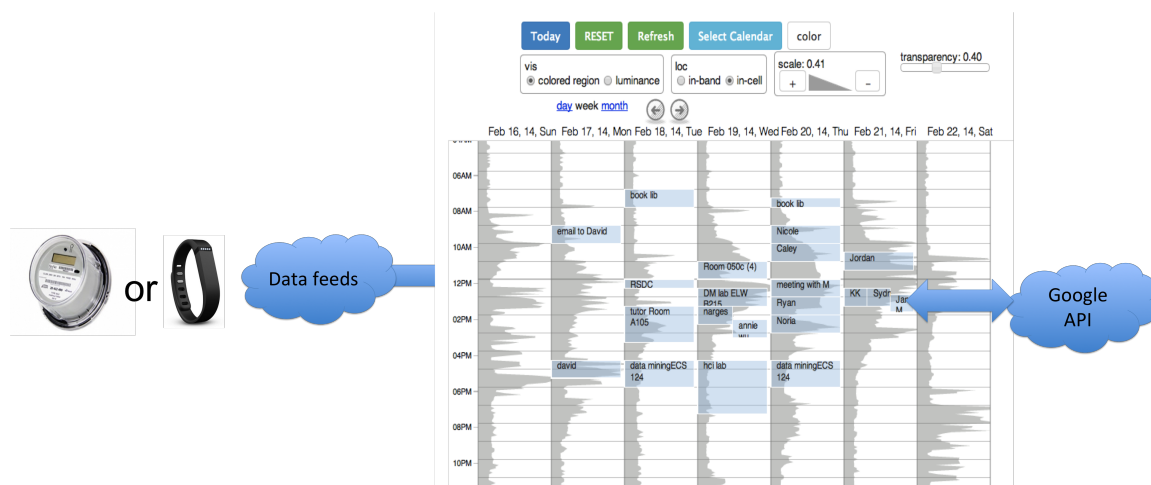 Today RESET Refresh Select Calendar color
vis
colored region luminance
loc
in-band in-cell
scale: 0.41
+ -
transparency: 0.40
day week month
Feb 16, 14, Sun Feb 17, 14, Mon Feb 18, 14, Tue Feb 19, 14, Wed Feb 20, 14, Thu Feb 21, 14, Fri Feb 22, 14, Sat
06AM
book lib
book lib
08AM
email to David
Nicole
10AM
Caley
Jordan
Room 050c (4)
or
Data feeds
12PM
RSDC
meeting with M
DM lab ELW
R215
KK Sydr
Jar
M
Google
API
tutor Room
A105
narges
Ryan
02PM
annie
Noria
04PM
david
data miningECS
124
hci lab
data miningECS
124
06PM
08PM
10PM